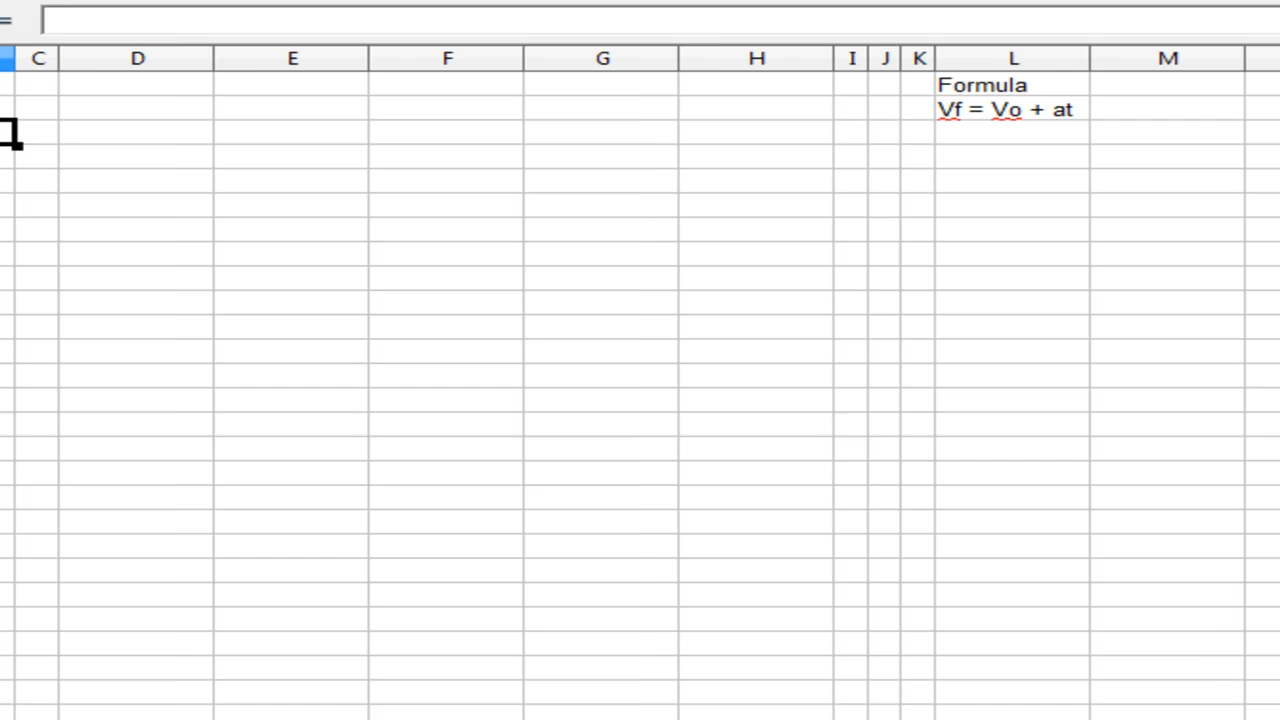 =
C D E F G H I J K L M
Formula
Vf = Vo + at